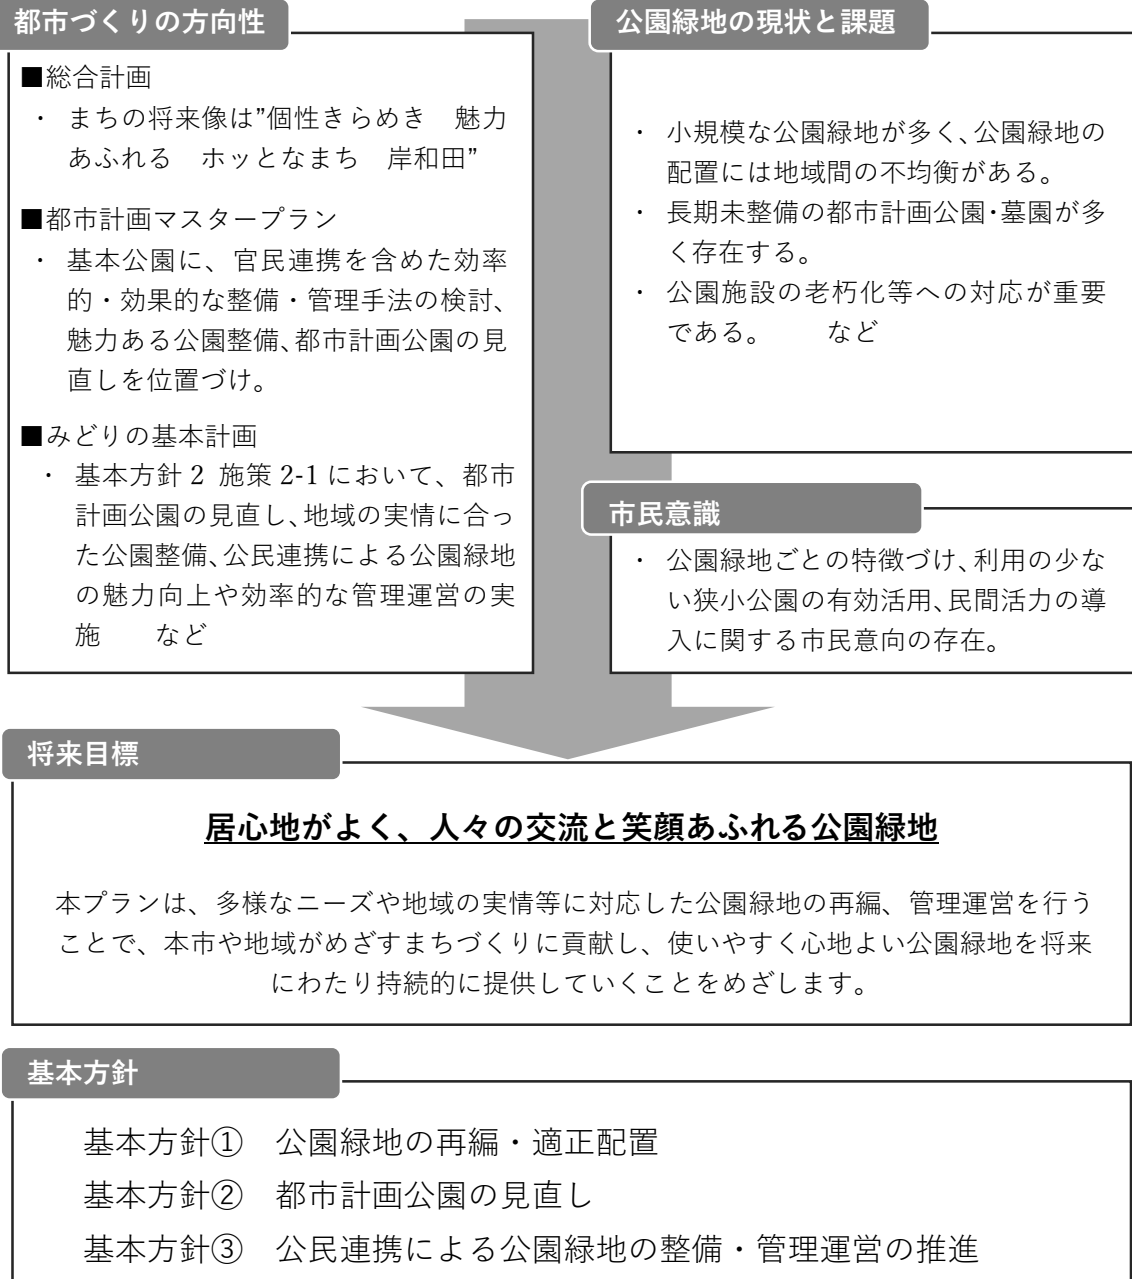 都市づくりの方向性
■総合計画
・ まちの将来像は”個性きらめき 魅力
あふれる ホッとなまち 岸和田”
■都市計画マスタープラン
・ 基本公園に、官民連携を含めた効率
的・効果的な整備・管理手法の検討、
魅力ある公園整備、都市計画公園の見
直しを位置づけ。
■みどりの基本計画
・ 基本方針 2 施策 2-1 において、都市
計画公園の見直し、地域の実情に合っ
た公園整備、公民連携による公園緑地
の魅力向上や効率的な管理運営の実
施 など
公園緑地の現状と課題
・ 小規模な公園緑地が多く、公園緑地の
配置には地域間の不均衡がある。
・ 長期未整備の都市計画公園・墓園が多
く存在する。
・ 公園施設の老朽化等への対応が重要
である。 など
市民意識
・ 公園緑地ごとの特徴づけ、利用の少な
い狭小公園の有効活用、民間活力の導
入に関する市民意向の存在。
将来目標
居心地がよく、人々の交流と笑顔あふれる公園緑地
本プランは、多様なニーズや地域の実情等に対応した公園緑地の再編、管理運営を行う
ことで、本市や地域がめざすまちづくりに貢献し、使いやすく心地よい公園緑地を将来
にわたり持続的に提供していくことをめざします。
基本方針
基本方針① 公園緑地の再編・適正配置
基本方針② 都市計画公園の見直し
基本方針③ 公民連携による公園緑地の整備・管理運営の推進